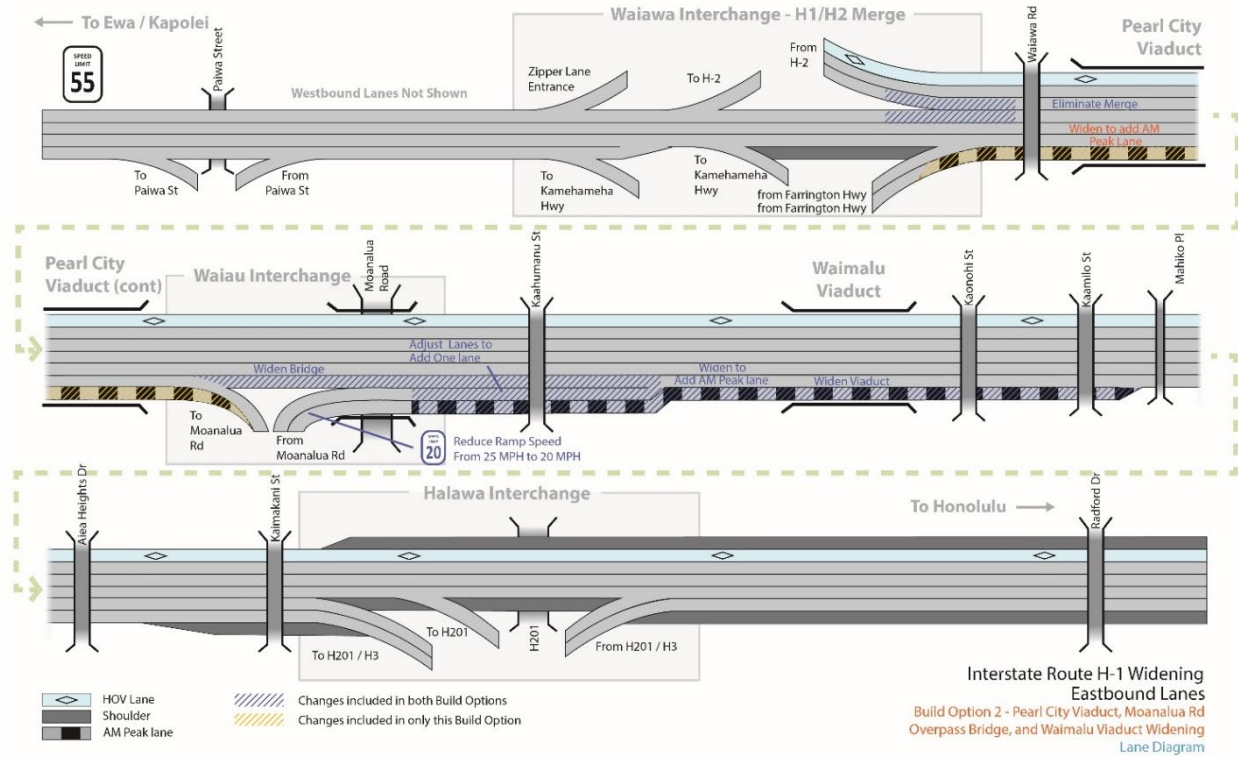 To Ewa / Kapolei
SPEED
LIMIT
55
Paiwa Street
Westbound Lanes Not Shown
To
Paiwa St
From
Paiwa St
Waiawa Interchange - H1/H2 Merge
Zipper Lane
Entrance
To H-2
From
H-2
Waiawa Rd
Pearl City
Viaduct
Eliminate Merge
Widen to add AM
Peak Lane
To
Kamehameha
Hwy
To
Kamehameha
Hwy
from Farrington Hwy
from Farrington Hwy
Pearl City
Viaduct (cont)
Waiau Interchange
Moanalua
Road
Kaahumanu St
Waimalu
Viaduct
Kaonohi St
Kaamilo St
Mahiko Pl
Adjust Lanes to
Add One lane
Widen Bridge
Widen to
Add AM Peak lane
Widen Viaduct
To
Moanalua
Rd
From
Moanalua Rd
SPEED
LIMIT
20
Reduce Ramp Speed
From 25 MPH to 20 MPH
Aiea Heights Dr
Kaimakani St
Halawa Interchange
To Honolulu
Radford Dr
To H201 / H3
To H201
H201
From H201 / H3
HOV Lane
Shoulder
AM Peak lane
Changes included in both Build Options
Changes included in only this Build Option
Interstate Route H-1 Widening
Eastbound Lanes
Build Option 2 - Pearl City Viaduct, Moanalua Rd
Overpass Bridge, and Waimalu Viaduct Widening
Lane Diagram